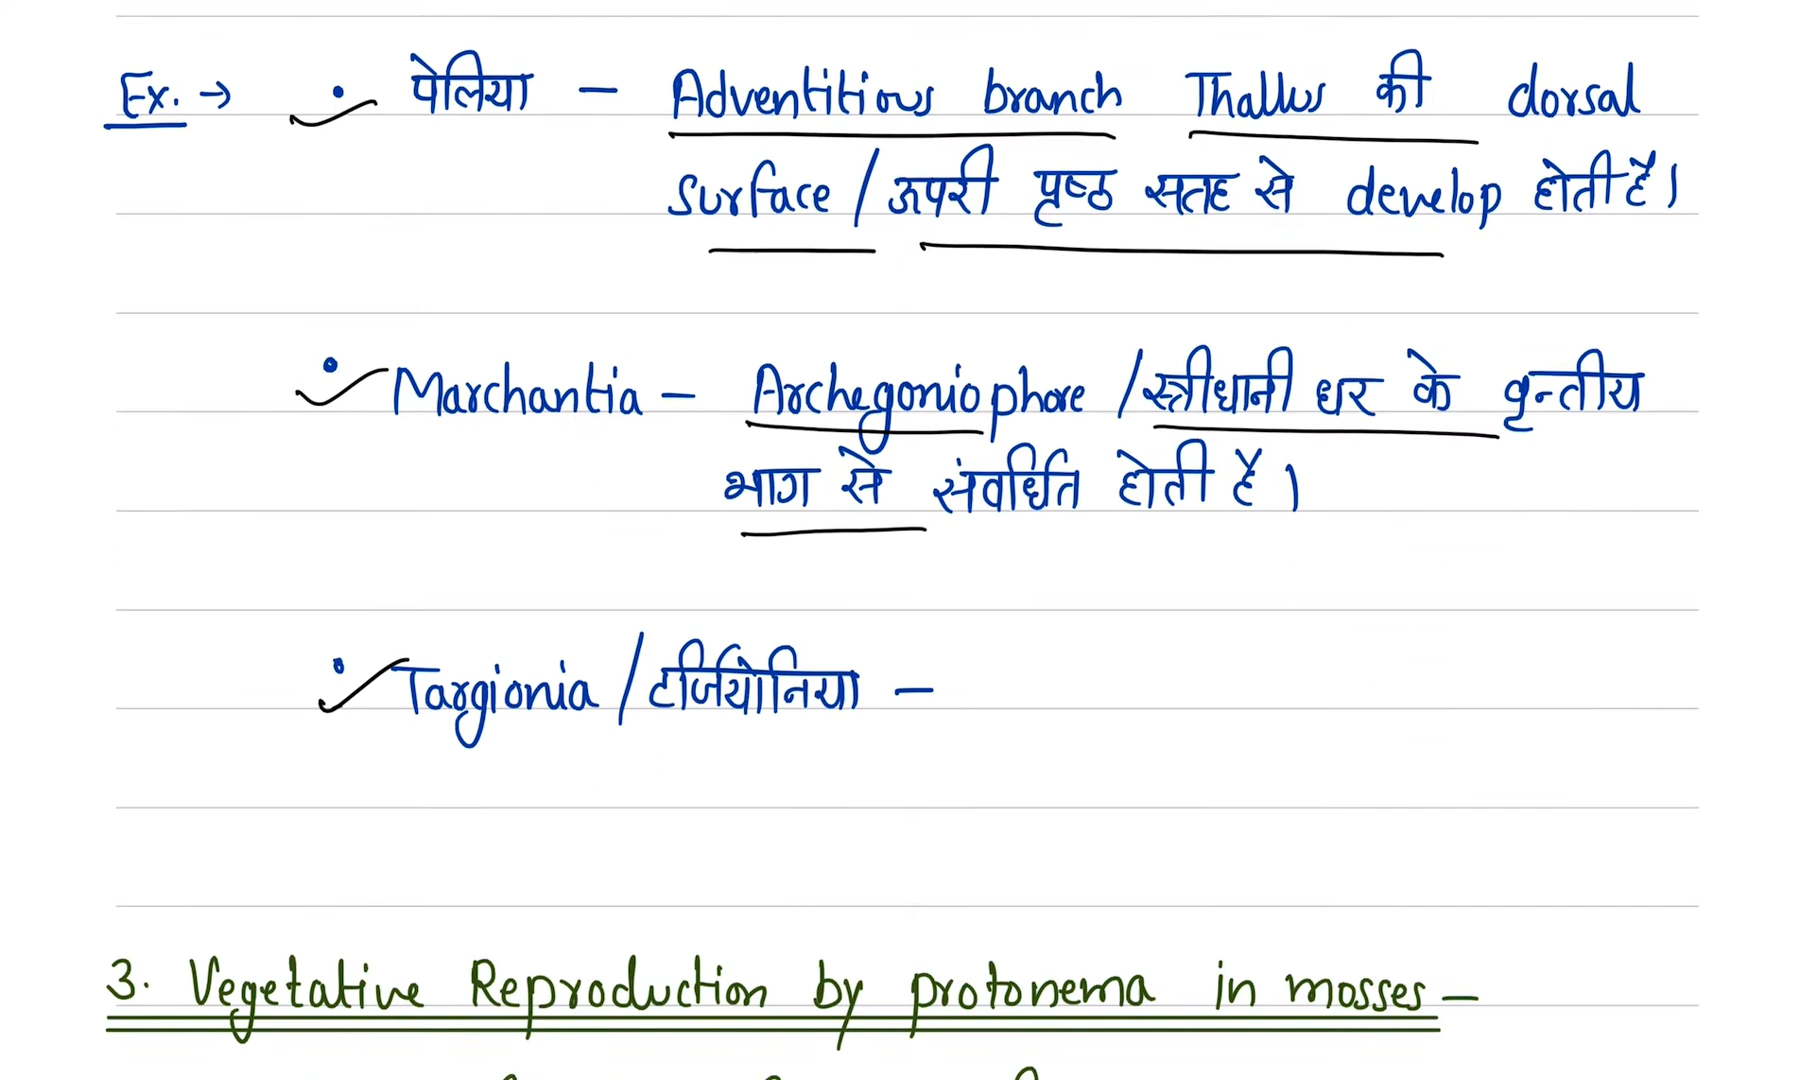 Ex. → • पेलिया - Adventitious branch Thallus की dorsal
surface / ऊपरी पृष्ठ सतह से develop होती है।
• Marchantia - Archegoniophore / स्त्रीधानी धर के वृन्तीय
भाग से संवर्धित होती है।
• Targionia / टर्जियोनिया -
3. Vegetative Reproduction by protonema in mosses -